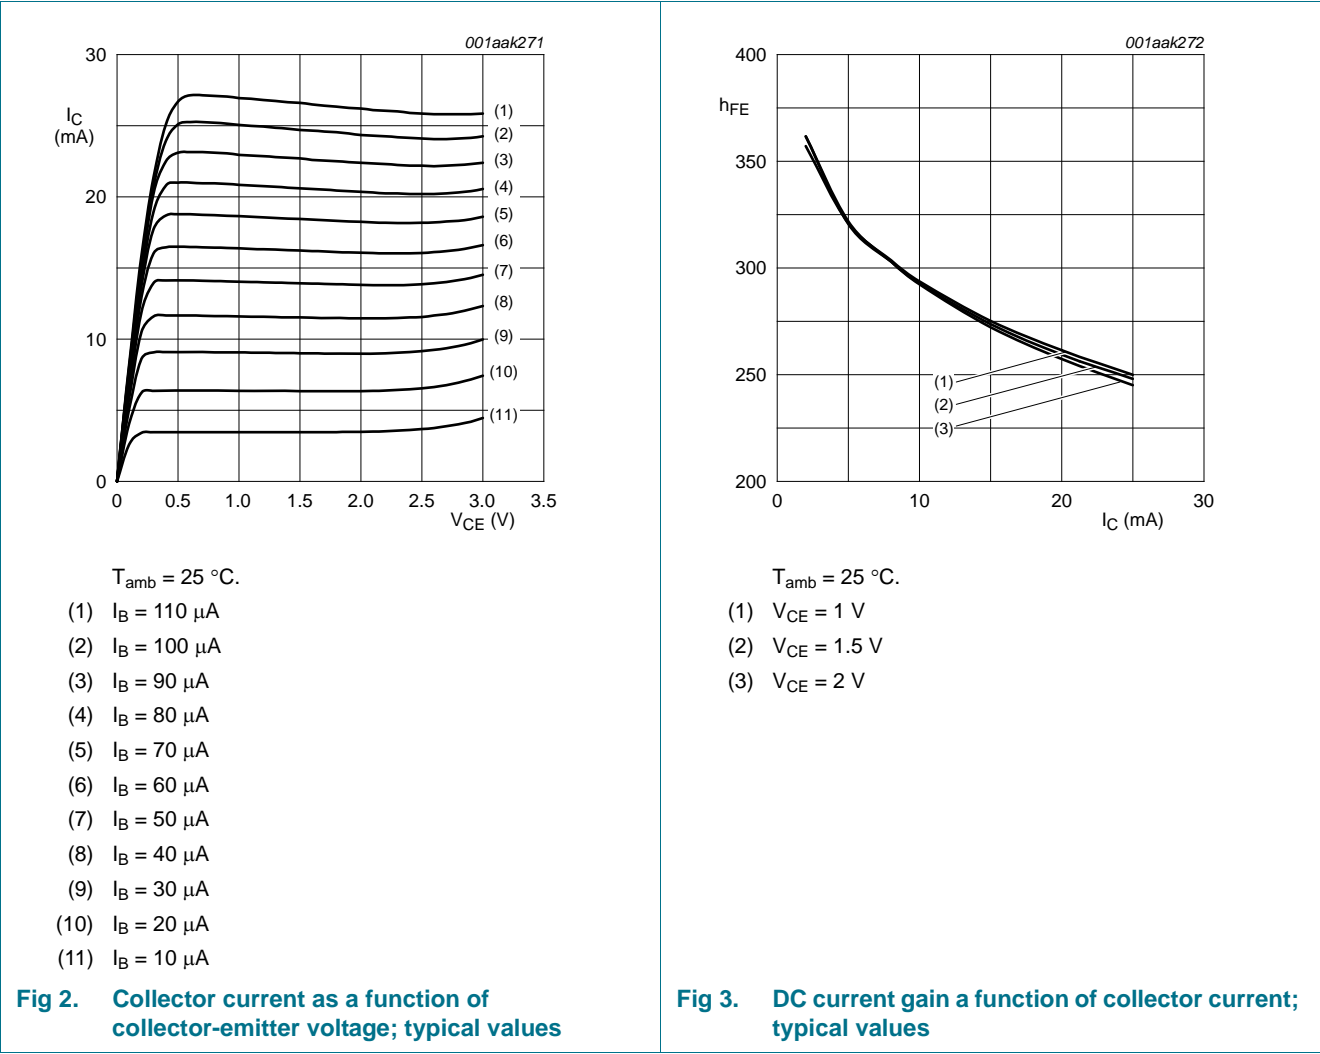 001aak271
30
I_C
(mA)
20
10
0
0 0.5 1.0 1.5 2.0 2.5 3.0 3.5
V_CE (V)
(1)
(2)
(3)
(4)
(5)
(6)
(7)
(8)
(9)
(10)
(11)
T_amb = 25 °C.
(1) I_B = 110 μA
(2) I_B = 100 μA
(3) I_B = 90 μA
(4) I_B = 80 μA
(5) I_B = 70 μA
(6) I_B = 60 μA
(7) I_B = 50 μA
(8) I_B = 40 μA
(9) I_B = 30 μA
(10) I_B = 20 μA
(11) I_B = 10 μA
Fig 2. Collector current as a function of
collector-emitter voltage; typical values
001aak272
400
h_FE
350
300
250
200
0 10 20 30
I_C (mA)
(1)
(2)
(3)
T_amb = 25 °C.
(1) V_CE = 1 V
(2) V_CE = 1.5 V
(3) V_CE = 2 V
Fig 3. DC current gain a function of collector current;
typical values